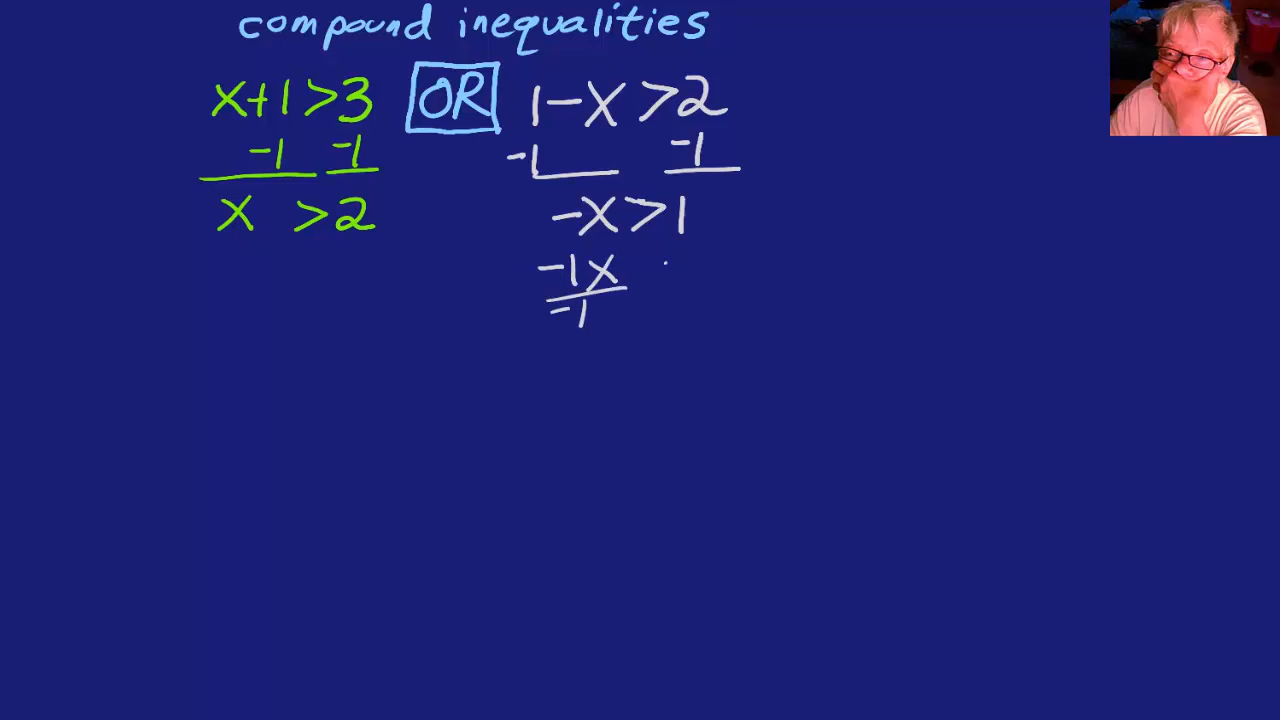 compound inequalities
x+1>3 OR 1-x>2
-1 -1 -1 -1
x >2 -x>1
-1x
-1